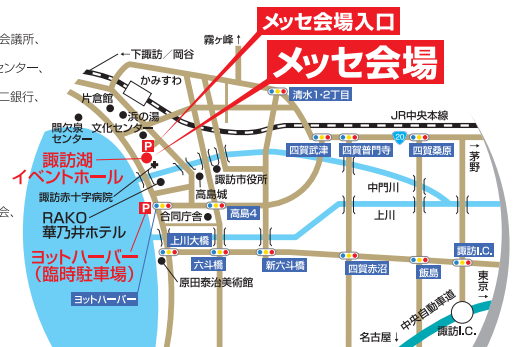 会議所、
センター、
二銀行、
会、
メッセ会場入口
メッセ会場
霧ヶ峰↑
←下諏訪／岡谷
かみすわ
片倉館
浜の湯
文化センター
間欠泉
センター
清水1・2丁目
JR中央本線
20
P
諏訪湖
イベントホール
四賀武津
四賀普門寺
四賀桑原
茅野
↓
諏訪市役所
高島城
中門川
諏訪赤十字病院
RAKO
華乃井ホテル
P
合同庁舎
高島4
上川
ヨットハーバー
（臨時駐車場）
上川大橋
六斗橋
新六斗橋
四賀赤沼
飯島
諏訪I.C.
ヨットハーバー
原田泰治美術館
東京
→
中央自動車道
諏訪I.C.
名古屋↓